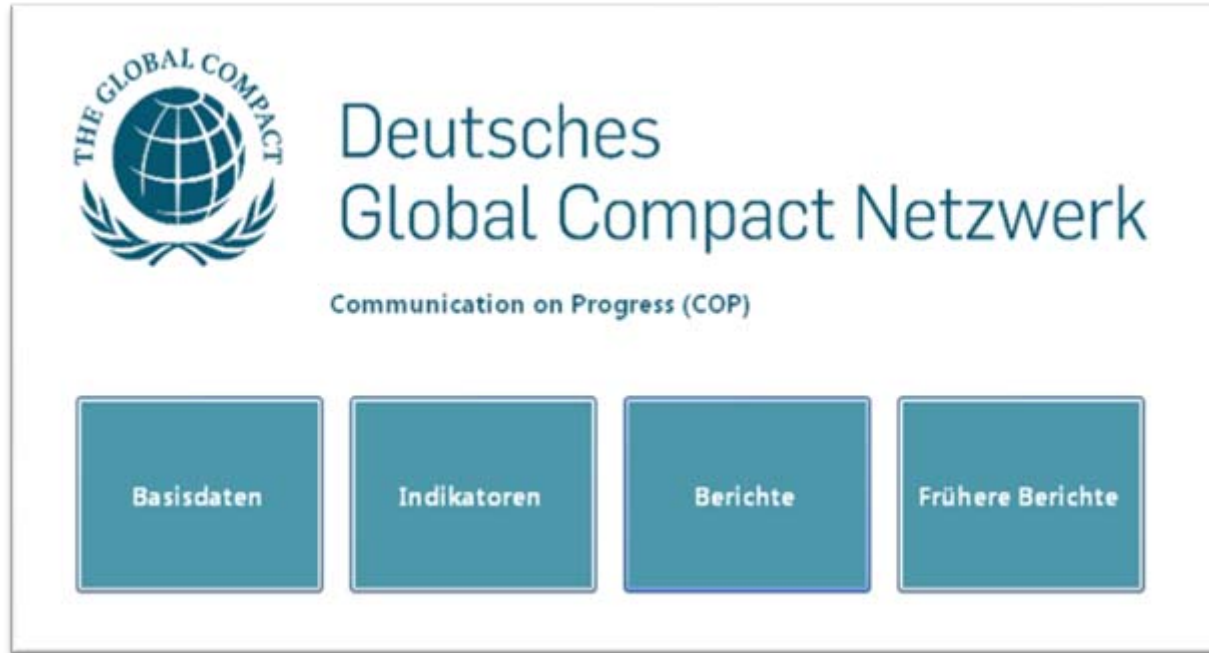 THE GLOBAL COMPACT
Deutsches
Global Compact Netzwerk
Communication on Progress (COP)
Basisdaten
Indikatoren
Berichte
Frühere Berichte